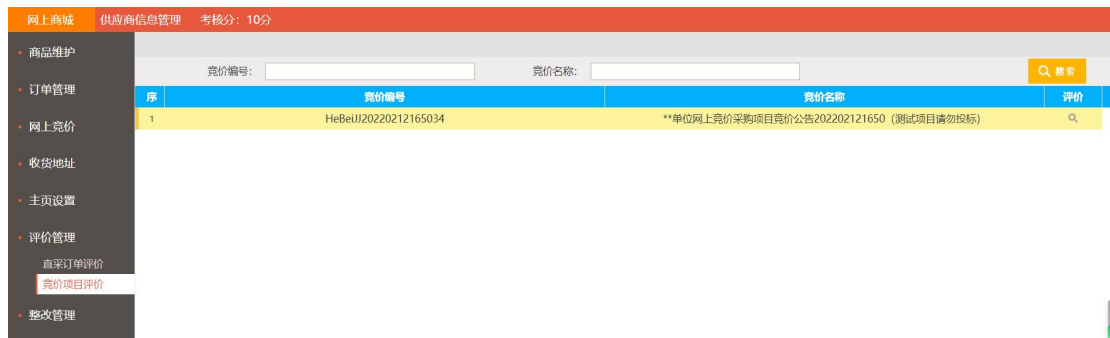 网上商城 供应商信息管理 考核分：10分
商品维护
订单管理
网上竞价
收货地址
主页设置
评价管理
直采订单评价
竞价项目评价
整改管理
竞价编号： 竞价名称： 搜索
序 竞价编号 竞价名称 评价
1 HeBeiJJ20220212165034 **单位网上竞价采购项目竞价公告202202121650（测试项目请勿投标）